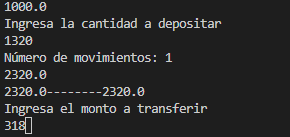 1000.0
Ingresa la cantidad a depositar
1320
Número de movimientos: 1
2320.0
2320.0--------2320.0
Ingresa el monto a transferir
318